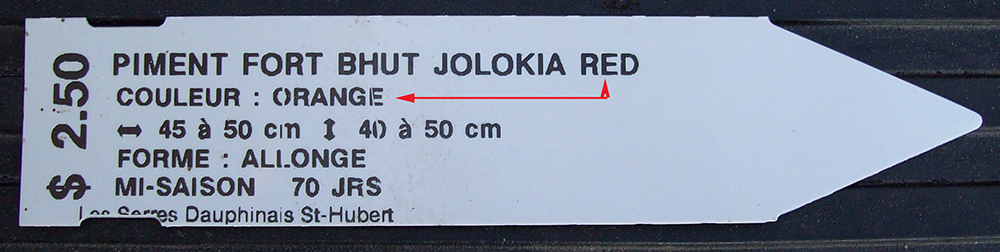 $ 2.50
PIMENT FORT BHUT JOLOKIA RED
COULEUR : ORANGE
↔ 45 à 50 cm ↕ 40 à 50 cm
FORME : ALLONGE
MI-SAISON 70 JRS
Les Serres Dauphinais St-Hubert